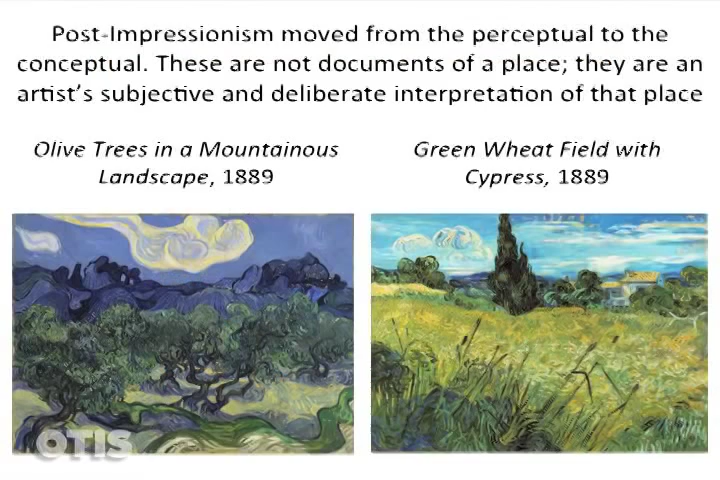 Post-Impressionism moved from the perceptual to the
conceptual. These are not documents of a place; they are an
artist's subjective and deliberate interpretation of that place
Olive Trees in a Mountainous
Landscape, 1889
Green Wheat Field with
Cypress, 1889
OTIS